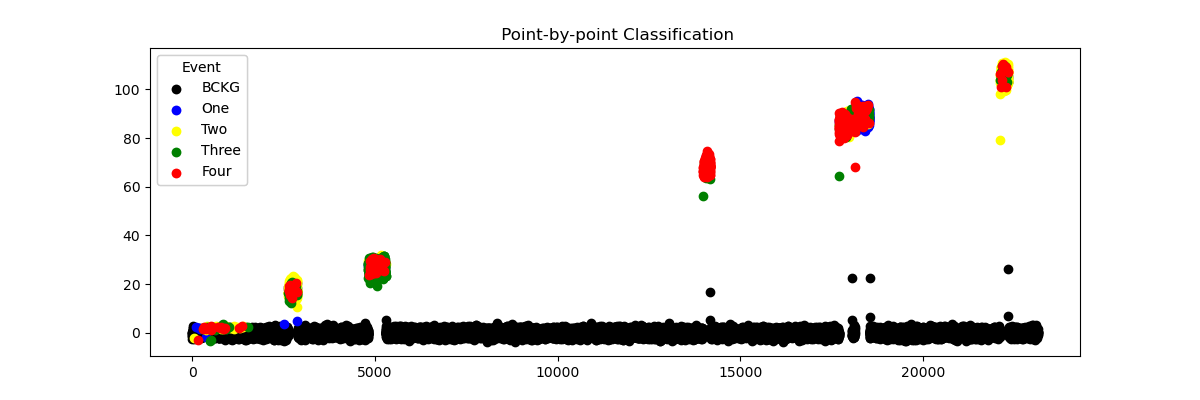 Point-by-point Classification
Event
BCKG
One
Two
Three
Four
100
80
60
40
20
0
0 5000 10000 15000 20000